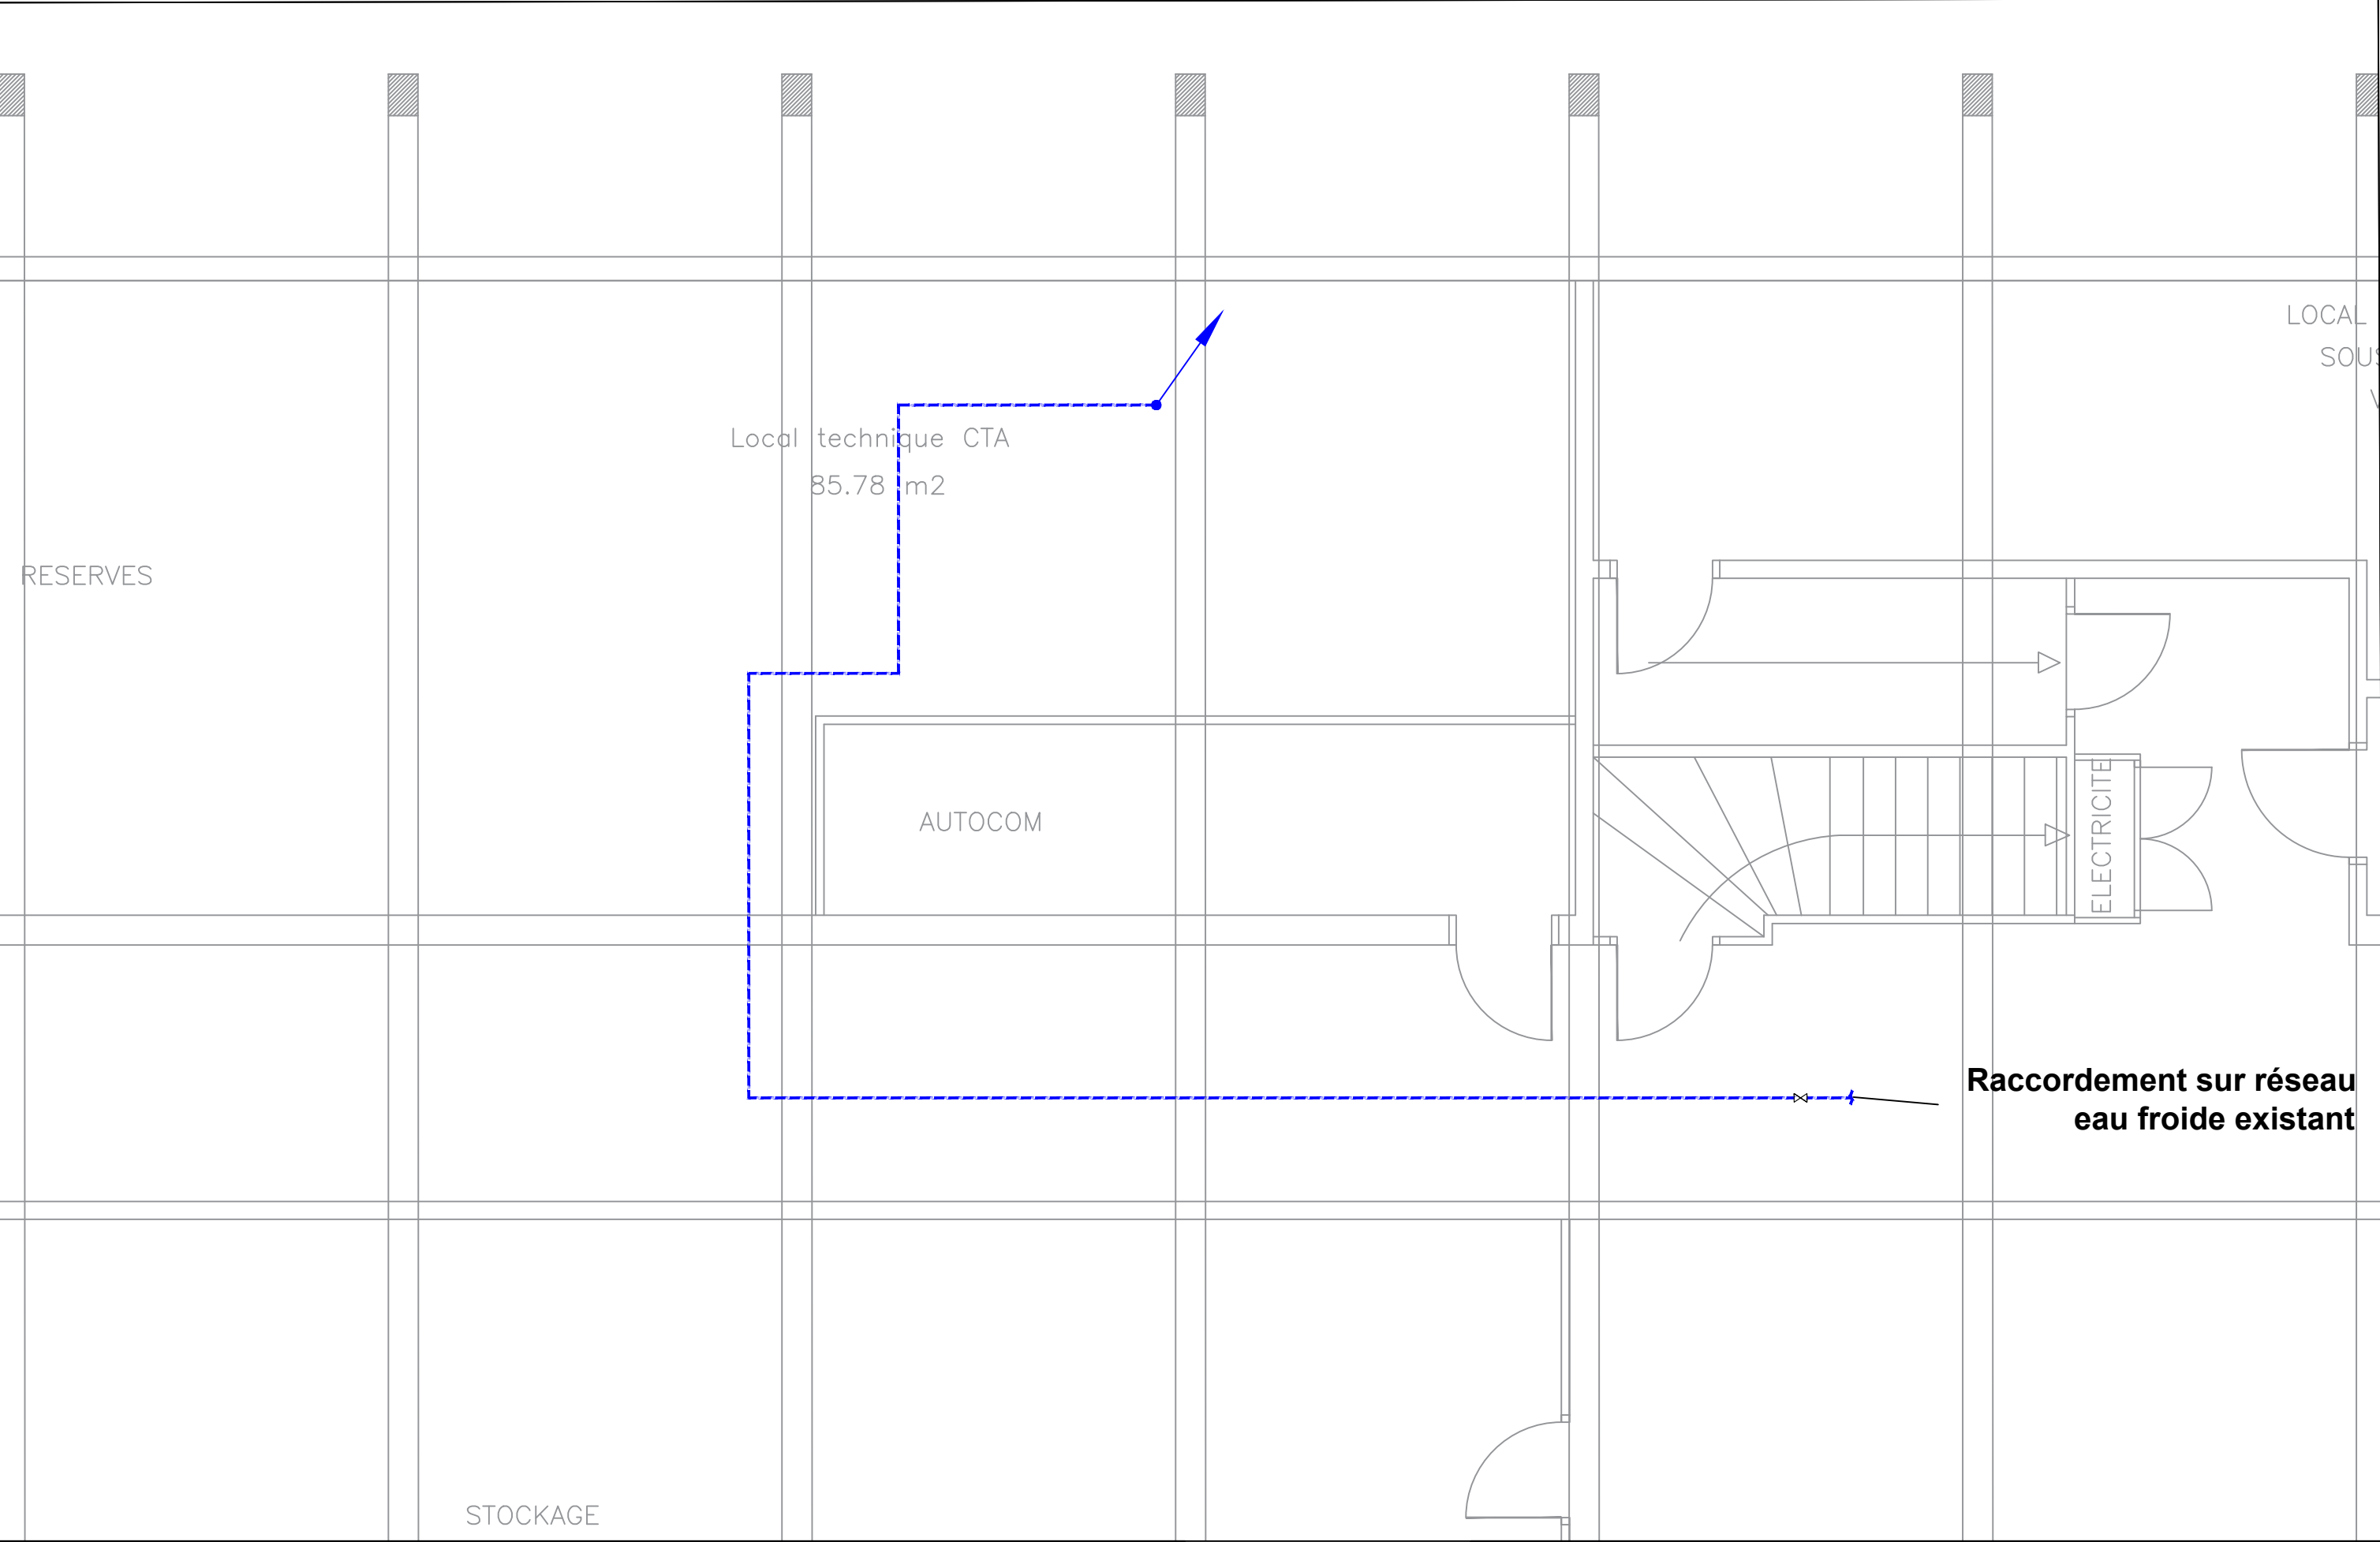 LOCAL
Local technique CTA
85.78 m2
RESERVES
AUTOCOM
ELECTRICITE
Raccordement sur réseau
eau froide existant
STOCKAGE